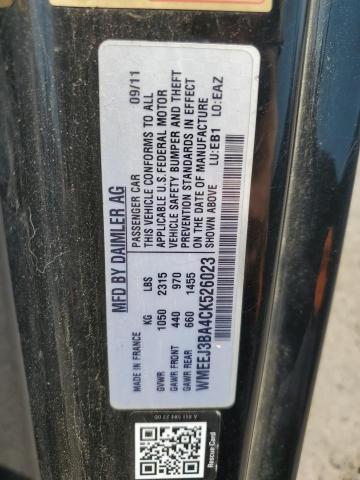 MFD BY DAIMLER AG
PASSENGER CAR 09/11
THIS VEHICLE CONFORMS TO ALL
APPLICABLE U.S. FEDERAL MOTOR
VEHICLE SAFETY BUMPER AND THEFT
PREVENTION STANDARDS IN EFFECT
ON THE DATE OF MANUFACTURE
SHOWN ABOVE LU:EB1 LO:EAZ
MADE IN FRANCE KG LBS
GVWR 1050 2315
GAWR FRONT 440 970
GAWR REAR 660 1455
WMEEJ3BA4CK526023
Rescue Card